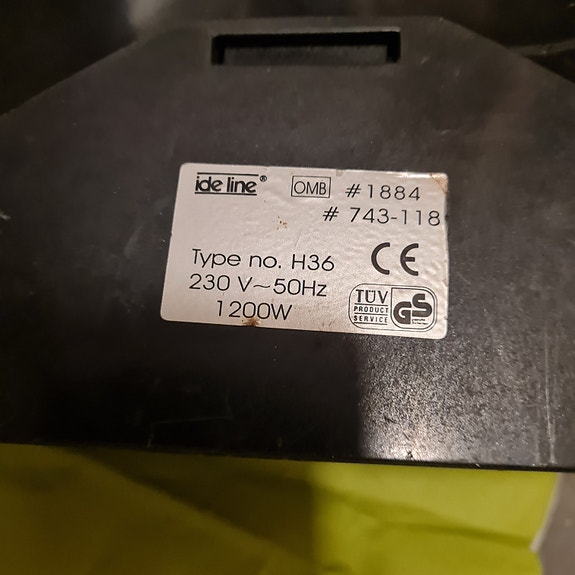 ide line®
OMB #1884
# 743-118
Type no. H36
230 V~50Hz
1200W
CE
TÜV
PRODUCT
SERVICE
GS